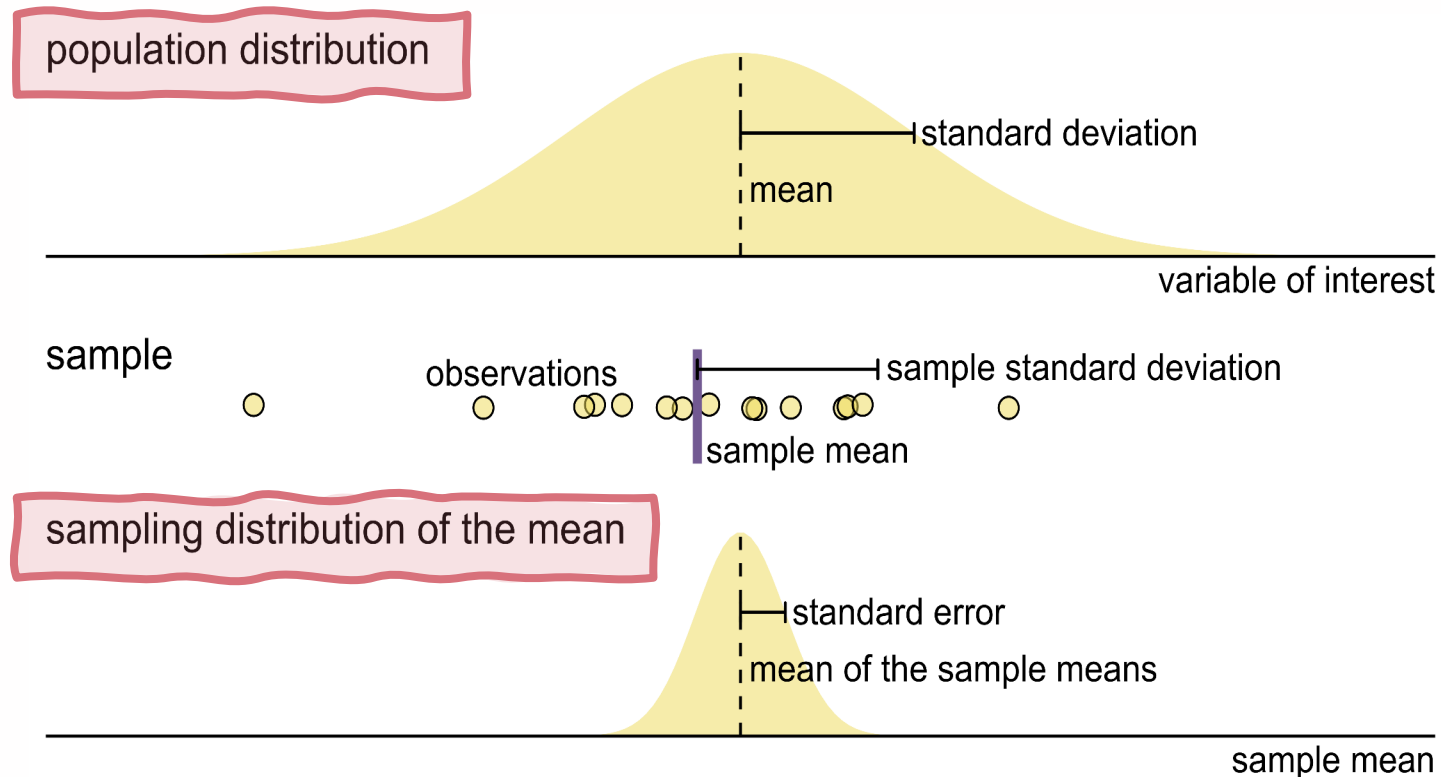 population distribution
standard deviation
mean
variable of interest
sample
observations
sample standard deviation
sample mean
sampling distribution of the mean
standard error
mean of the sample means
sample mean